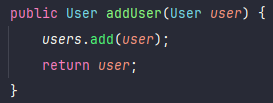 public User addUser(User user) {
    users.add(user);
    return user;
}